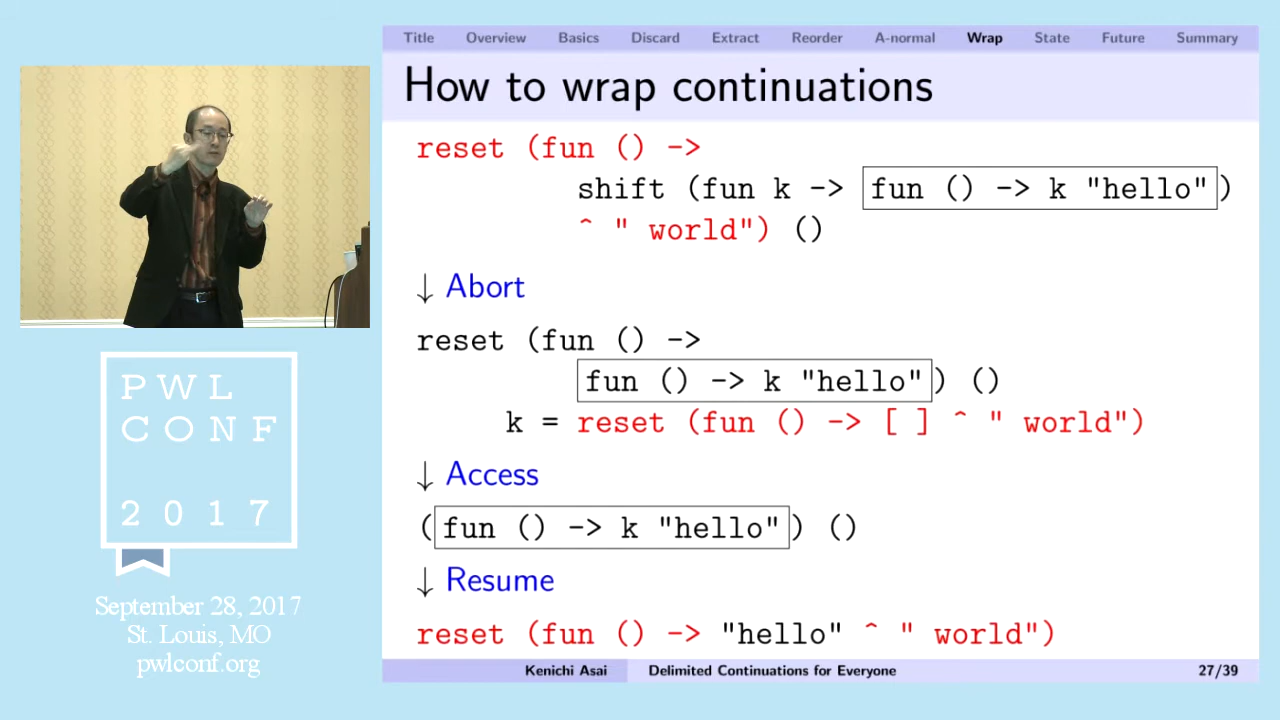 Title Overview Basics Discard Extract Reorder A-normal Wrap State Future Summary
How to wrap continuations
reset (fun () ->
shift (fun k -> fun () -> k "hello")
^ " world") ()
↓ Abort
reset (fun () ->
fun () -> k "hello") ()
k = reset (fun () -> [ ] ^ " world")
↓ Access
(fun () -> k "hello") ()
↓ Resume
reset (fun () -> "hello" ^ " world")
Kenichi Asai Delimited Continuations for Everyone 27/39
PWL
CONF
2017
September 28, 2017
St. Louis, MO
pwlconf.org